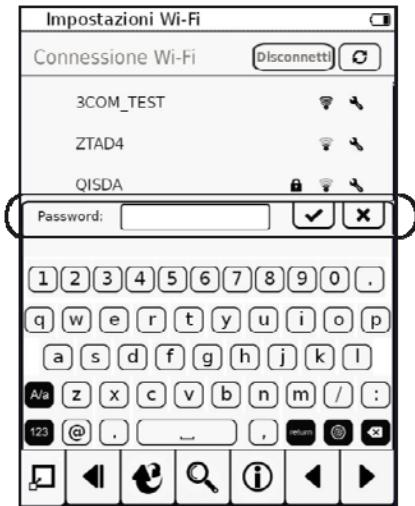 Impostazioni Wi-Fi
Connessione Wi-Fi Disconnetti
3COM_TEST
ZTAD4
QISDA
Password:
1 2 3 4 5 6 7 8 9 0 .
q w e r t y u i o p
a s d f g h j k l
A/a z x c v b n m / :
123 @ . , return